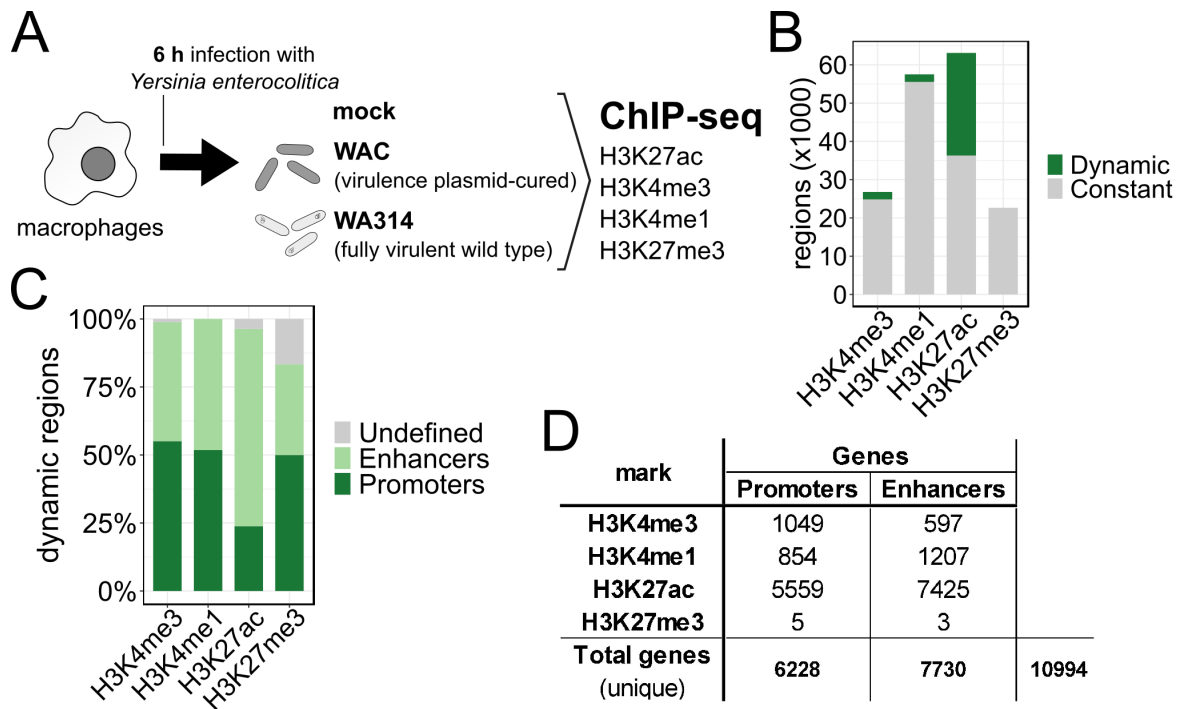 A
6 h infection with
Yersinia enterocolitica
macrophages
mock
WAC
(virulence plasmid-cured)
WA314
(fully virulent wild type)
ChIP-seq
H3K27ac
H3K4me3
H3K4me1
H3K27me3
B
regions (x1000)
60
50
40
30
20
10
0
H3K4me3
H3K4me1
H3K27ac
H3K27me3
Dynamic
Constant
C
dynamic regions
100%
75%
50%
25%
0%
H3K4me3
H3K4me1
H3K27ac
H3K27me3
Undefined
Enhancers
Promoters
D
mark Genes
Promoters Enhancers
H3K4me3 1049 597
H3K4me1 854 1207
H3K27ac 5559 7425
H3K27me3 5 3
Total genes
(unique) 6228 7730 10994